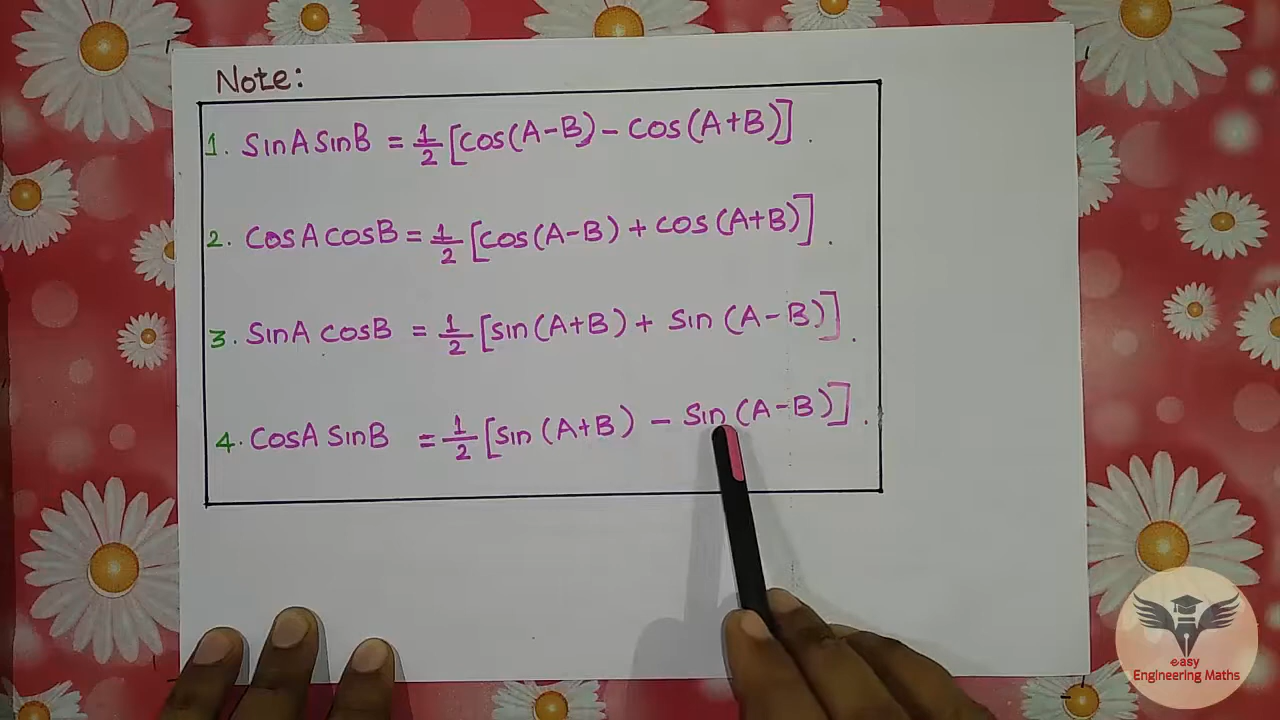 Note:
1. SinA SinB = 1/2 [cos(A-B) - cos(A+B)].
2. CosA cosB = 1/2 [cos(A-B) + cos(A+B)].
3. SinA cosB = 1/2 [sin(A+B) + Sin(A-B)].
4. CosA SinB = 1/2 [sin(A+B) - Sin(A-B)].
easy
Engineering Maths